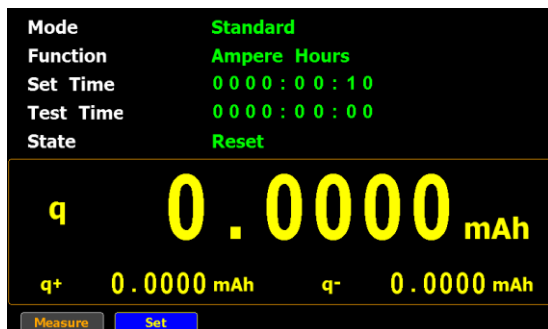 Mode Standard
Function Ampere Hours
Set Time 0000:00:10
Test Time 0000:00:00
State Reset
q 0.0000 mAh
q+ 0.0000 mAh q- 0.0000 mAh
Measure Set